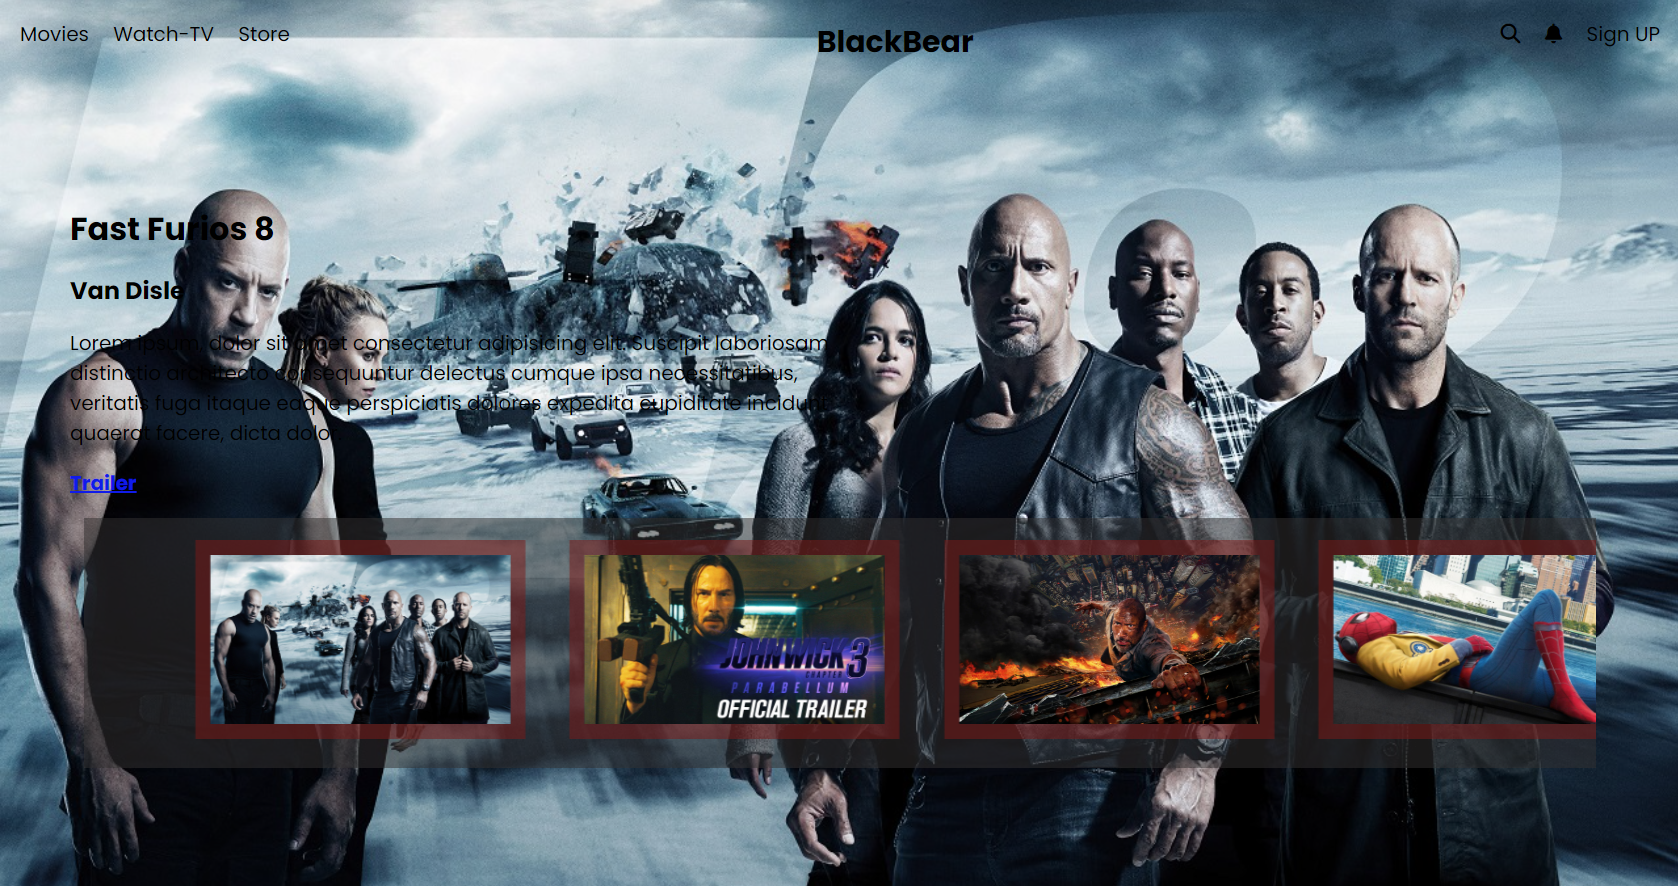 Movies Watch-TV Store BlackBear Sign UP
Fast Furios 8
Van Disle
Lorem ipsum, dolor sit amet consectetur adipisicing elit. Suscipit laboriosam
distinctio architecto consequuntur delectus cumque ipsa necessitatibus,
veritatis fuga itaque eaque perspiciatis dolores expedita cupiditate incidunt
quaerat facere, dicta dolor.
Trailer
JOHN WICK 3
CHAPTER
PARABELLUM
OFFICIAL TRAILER